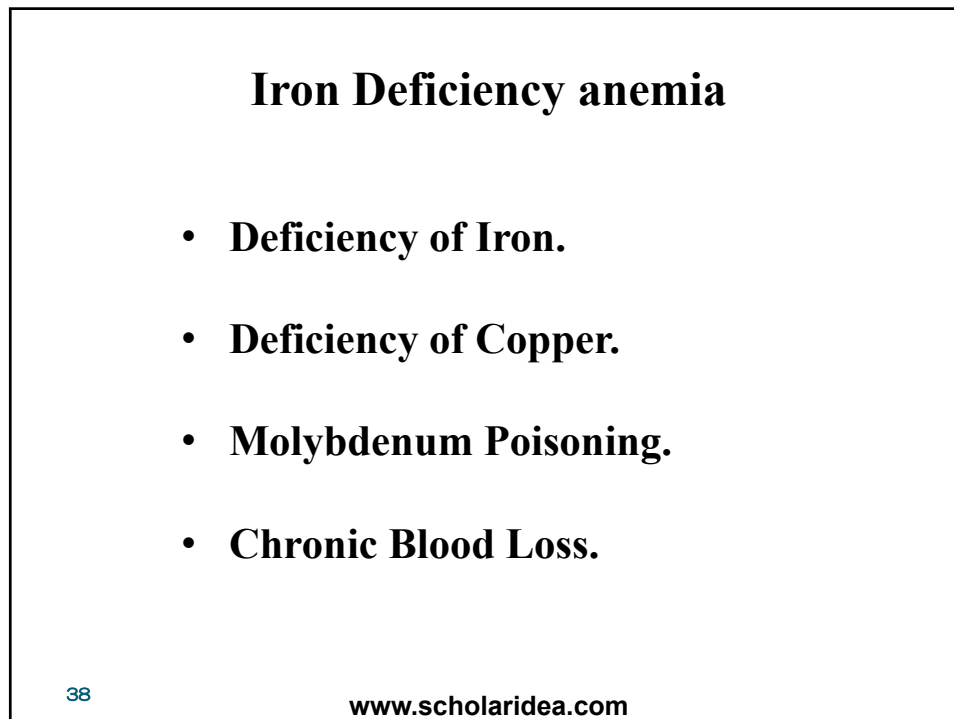 Iron Deficiency anemia
• Deficiency of Iron.
• Deficiency of Copper.
• Molybdenum Poisoning.
• Chronic Blood Loss.
38
www.scholaridea.com